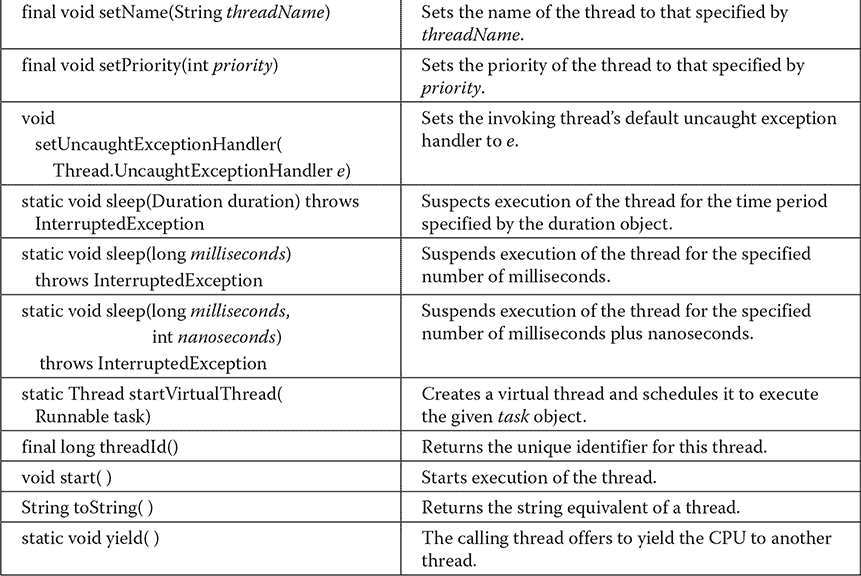 final void setName(String threadName)
Sets the name of the thread to that specified by
threadName.
final void setPriority(int priority)
Sets the priority of the thread to that specified by
priority.
void
setUncaughtExceptionHandler(
Thread.UncaughtExceptionHandler e)
Sets the invoking thread's default uncaught exception
handler to e.
static void sleep(Duration duration) throws
InterruptedException
Suspects execution of the thread for the time period
specified by the duration object.
static void sleep(long milliseconds)
throws InterruptedException
Suspends execution of the thread for the specified
number of milliseconds.
static void sleep(long milliseconds,
int nanoseconds)
throws InterruptedException
Suspends execution of the thread for the specified
number of milliseconds plus nanoseconds.
static Thread startVirtualThread(
Runnable task)
Creates a virtual thread and schedules it to execute
the given task object.
final long threadId()
Returns the unique identifier for this thread.
void start( )
Starts execution of the thread.
String toString( )
Returns the string equivalent of a thread.
static void yield( )
The calling thread offers to yield the CPU to another
thread.